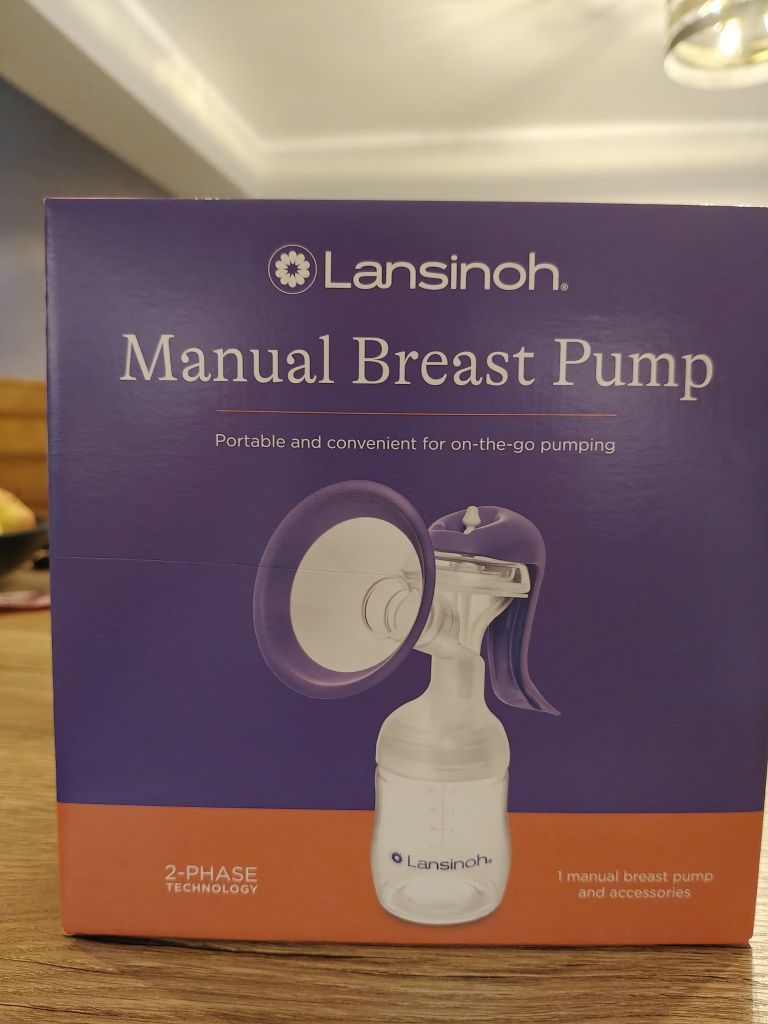 Lansinoh®
Manual Breast Pump
Portable and convenient for on-the-go pumping
Lansinoh®
2-PHASE
TECHNOLOGY
1 manual breast pump
and accessories